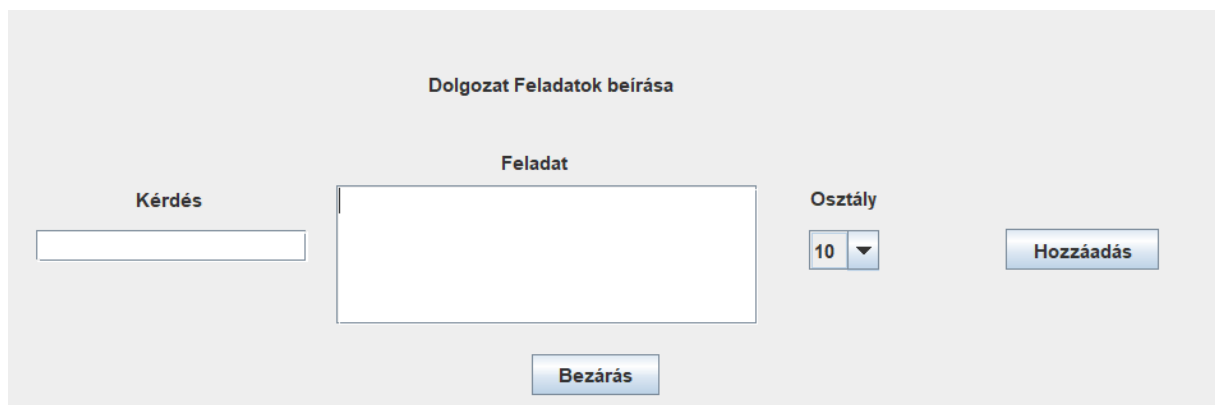 Dolgozat Feladatok beírása
Feladat
Kérdés
Osztály
10
Hozzáadás
Bezárás